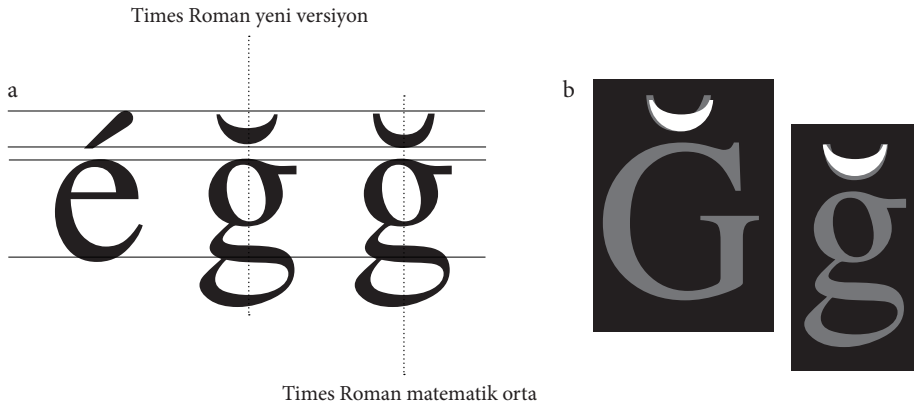 Times Roman yeni versiyon
a
b
é ğ ğ
Ğ ğ
Times Roman matematik orta